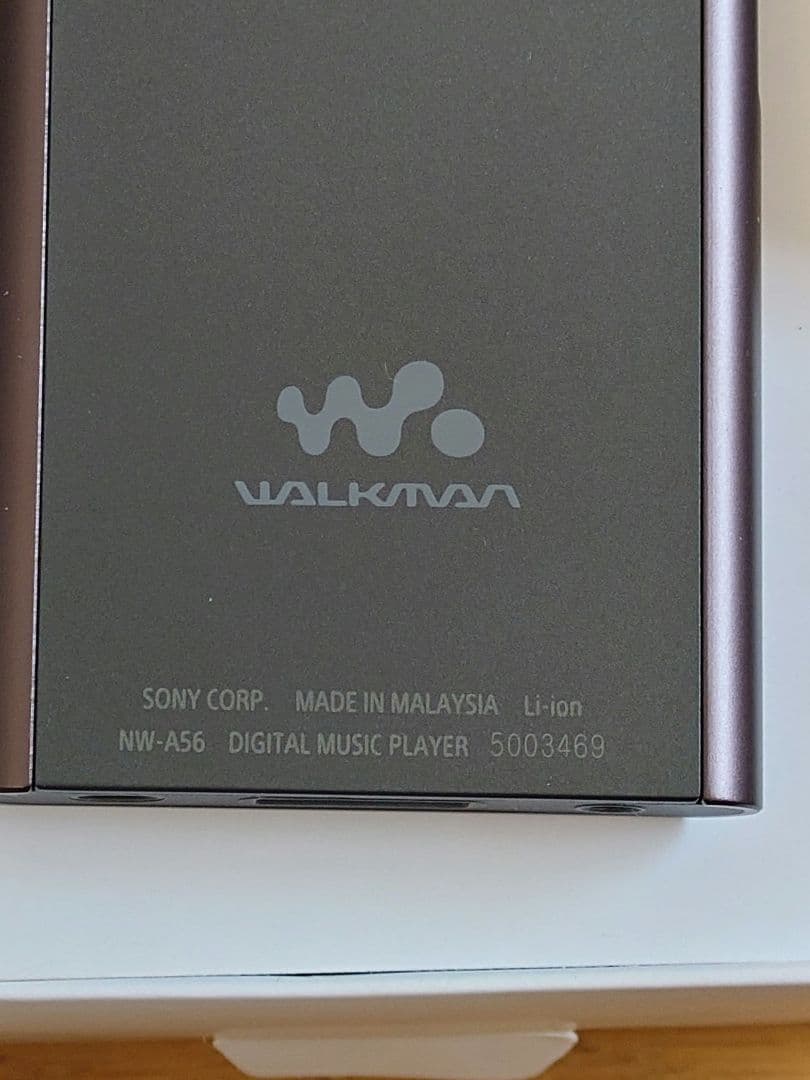 WALKMAN
SONY CORP. MADE IN MALAYSIA Li-ion
NW-A56 DIGITAL MUSIC PLAYER 5003469